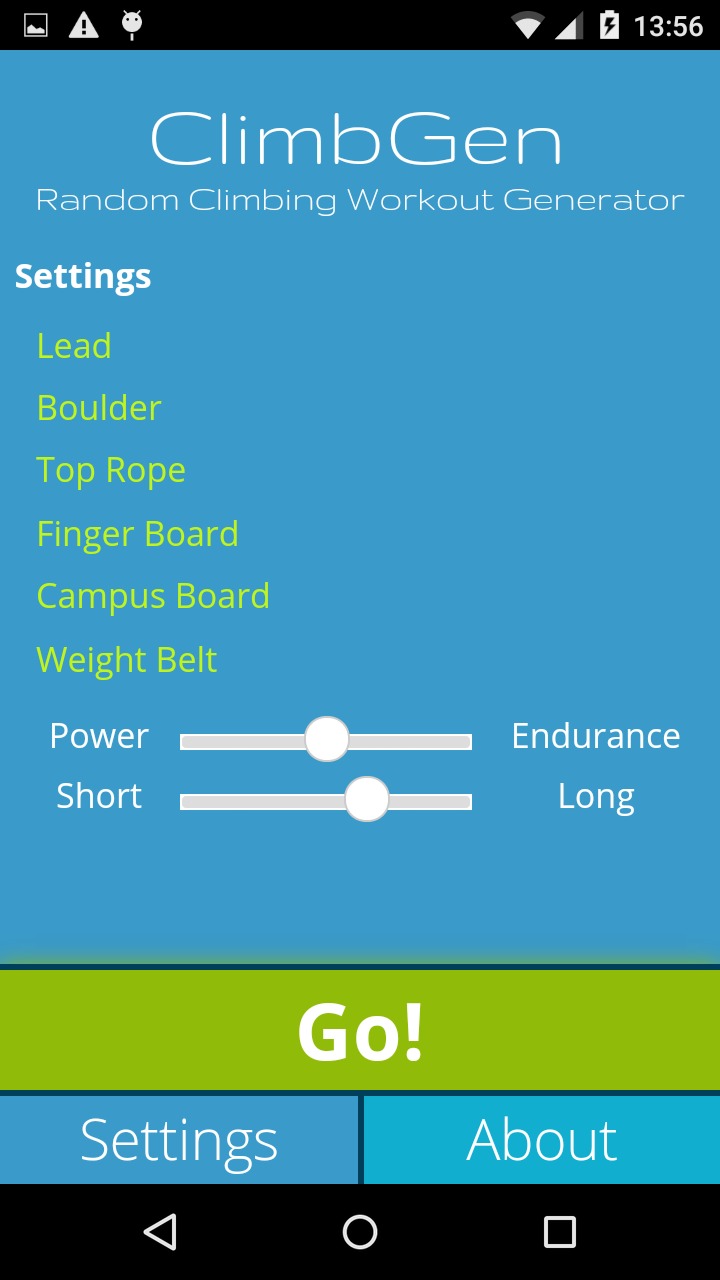 13:56
ClimbGen
Random Climbing Workout Generator
Settings
Lead
Boulder
Top Rope
Finger Board
Campus Board
Weight Belt
Power Endurance
Short Long
Go!
Settings About